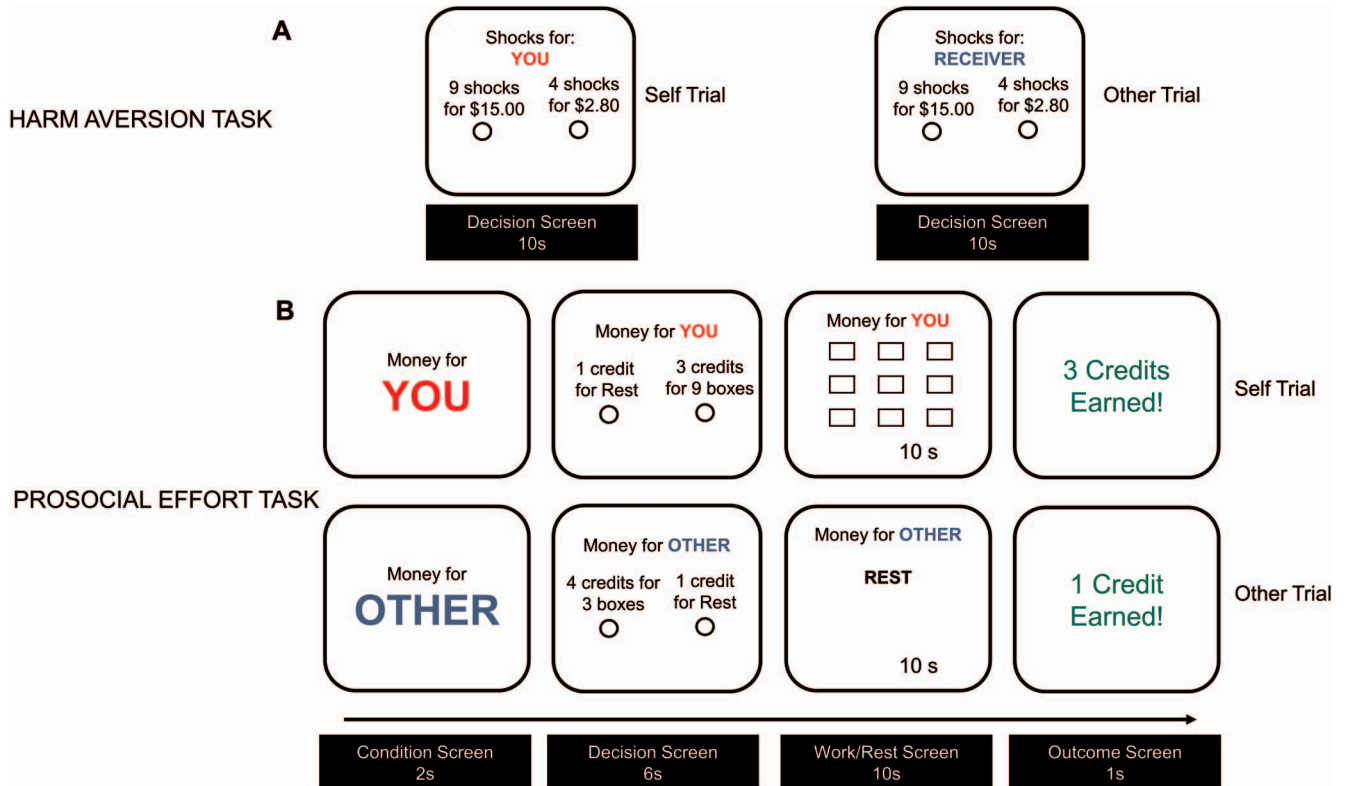 A
HARM AVERSION TASK
Shocks for:
YOU
9 shocks
for $15.00
4 shocks
for $2.80
Self Trial
Decision Screen
10s
Shocks for:
RECEIVER
9 shocks
for $15.00
4 shocks
for $2.80
Other Trial
Decision Screen
10s
B
PROSOCIAL EFFORT TASK
Money for
YOU
Money for YOU
1 credit
for Rest
3 credits
for 9 boxes
Money for YOU
10 s
3 Credits
Earned!
Self Trial
Money for
OTHER
Money for OTHER
4 credits for
3 boxes
1 credit
for Rest
Money for OTHER
REST
10 s
1 Credit
Earned!
Other Trial
Condition Screen
2s
Decision Screen
6s
Work/Rest Screen
10s
Outcome Screen
1s